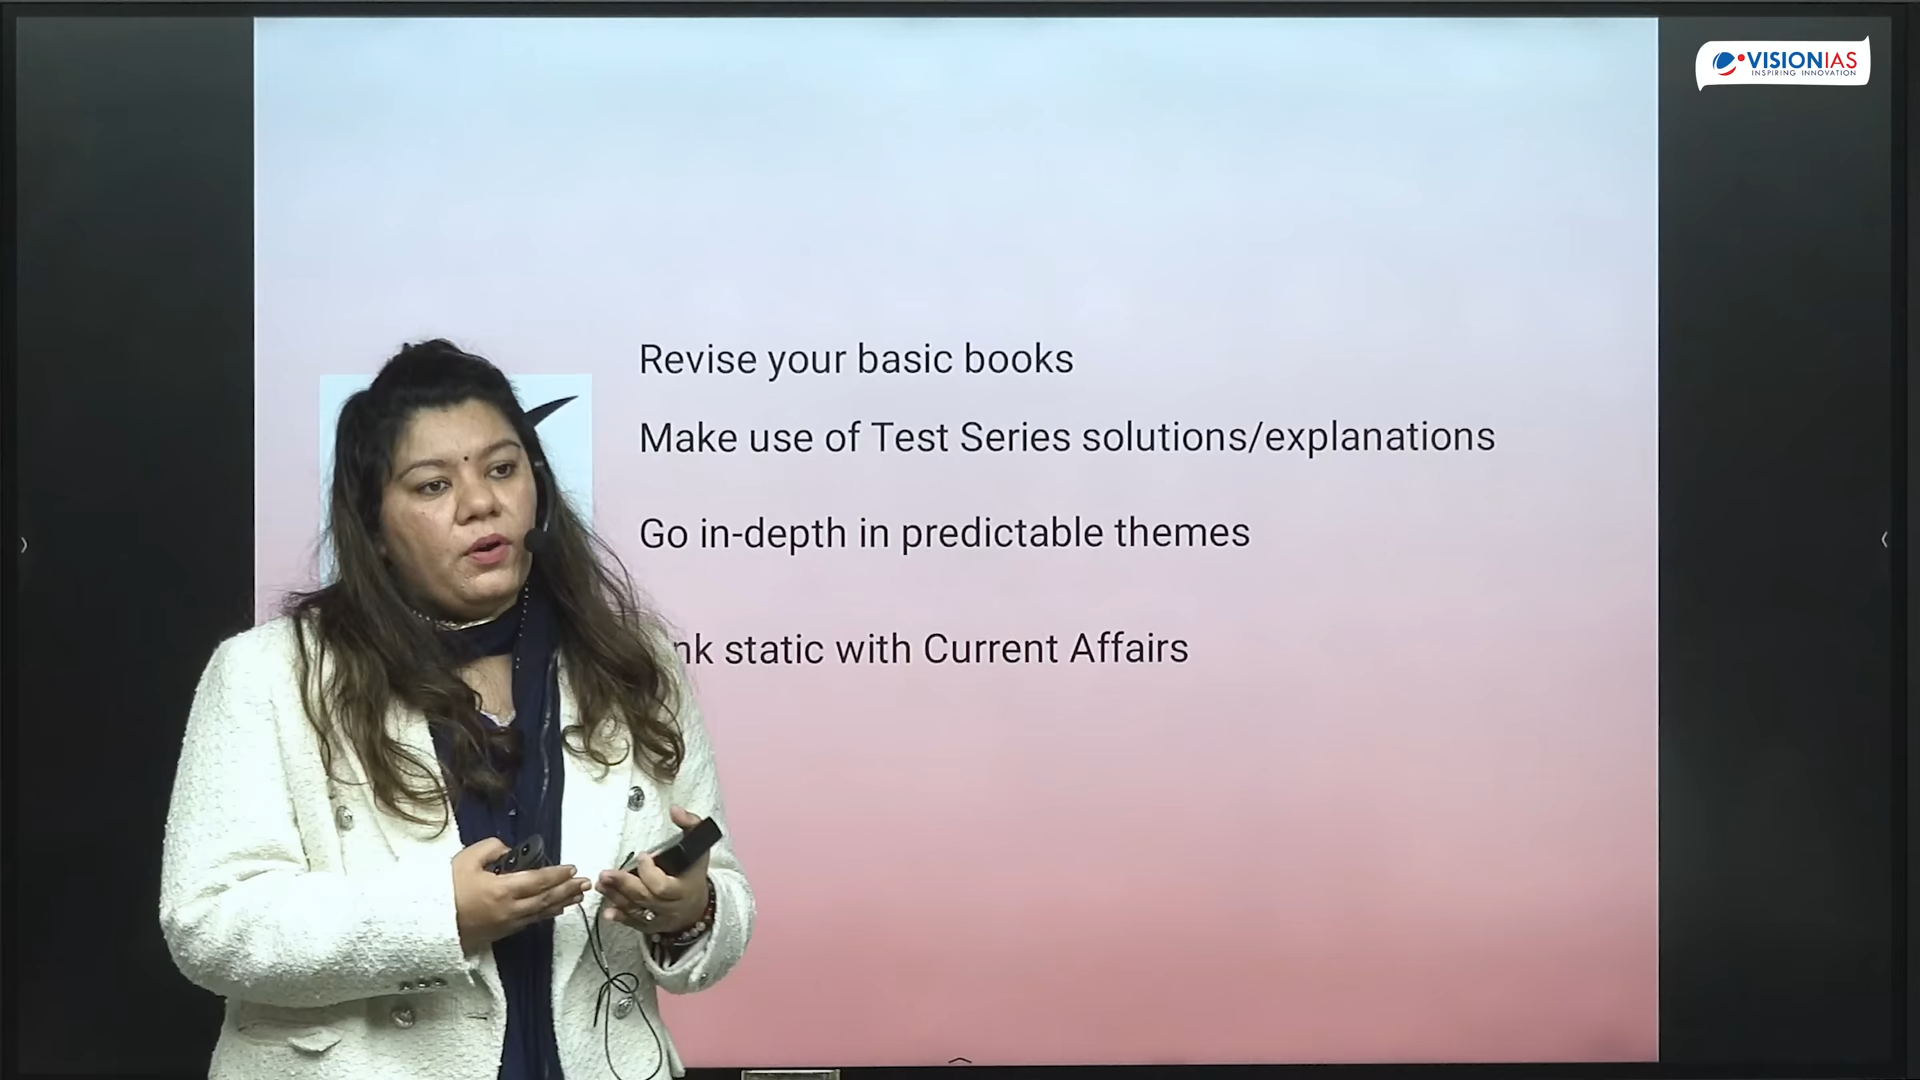 VISIONIAS
INSPIRING INNOVATION
Revise your basic books
Make use of Test Series solutions/explanations
Go in-depth in predictable themes
nk static with Current Affairs